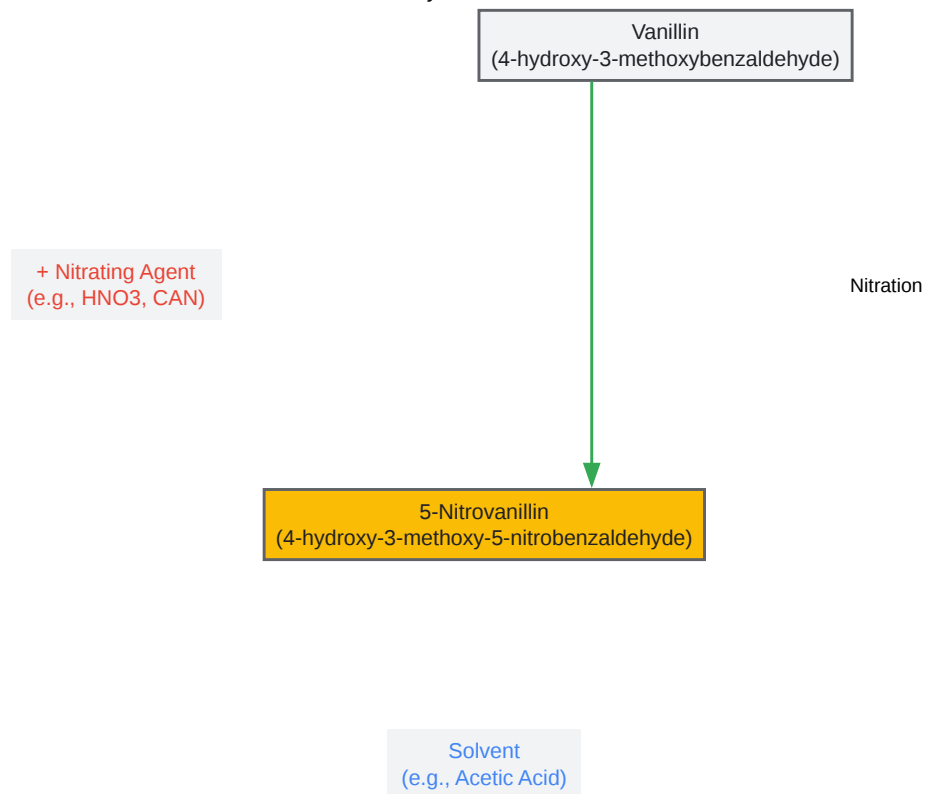 Vanillin
(4-hydroxy-3-methoxybenzaldehyde)
+ Nitrating Agent
(e.g., HNO3, CAN)
Nitration
5-Nitrovanillin
(4-hydroxy-3-methoxy-5-nitrobenzaldehyde)
Solvent
(e.g., Acetic Acid)